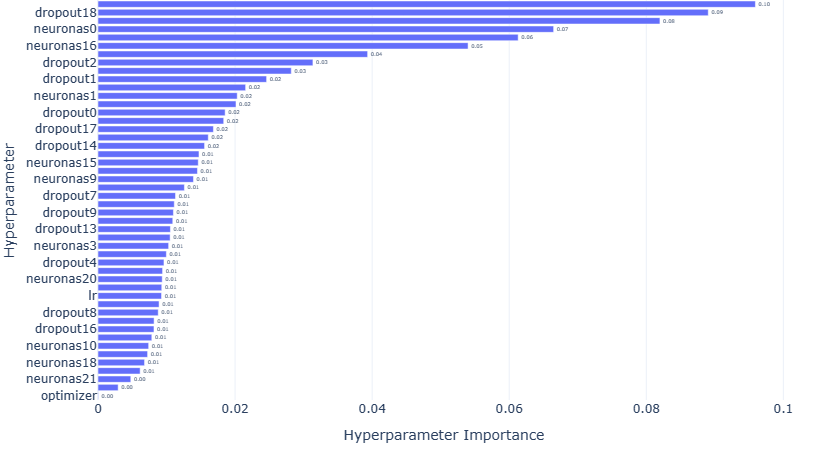 0.10
dropout18 0.09
0.08
neuronas0 0.07
0.06
neuronas16 0.05
0.04
dropout2 0.03
0.03
dropout1 0.02
0.02
neuronas1 0.02
0.02
dropout0 0.02
0.02
dropout17 0.02
0.02
dropout14 0.02
0.01
neuronas15 0.01
0.01
neuronas9 0.01
0.01
dropout7 0.01
0.01
dropout9 0.01
0.01
dropout13 0.01
0.01
neuronas3 0.01
0.01
dropout4 0.01
0.01
neuronas20 0.01
0.01
lr 0.01
0.01
dropout8 0.01
0.01
dropout16 0.01
0.01
neuronas10 0.01
0.01
neuronas18 0.01
0.01
neuronas21 0.00
0.00
optimizer 0.00
0 0.02 0.04 0.06 0.08 0.1
Hyperparameter Importance
Hyperparameter